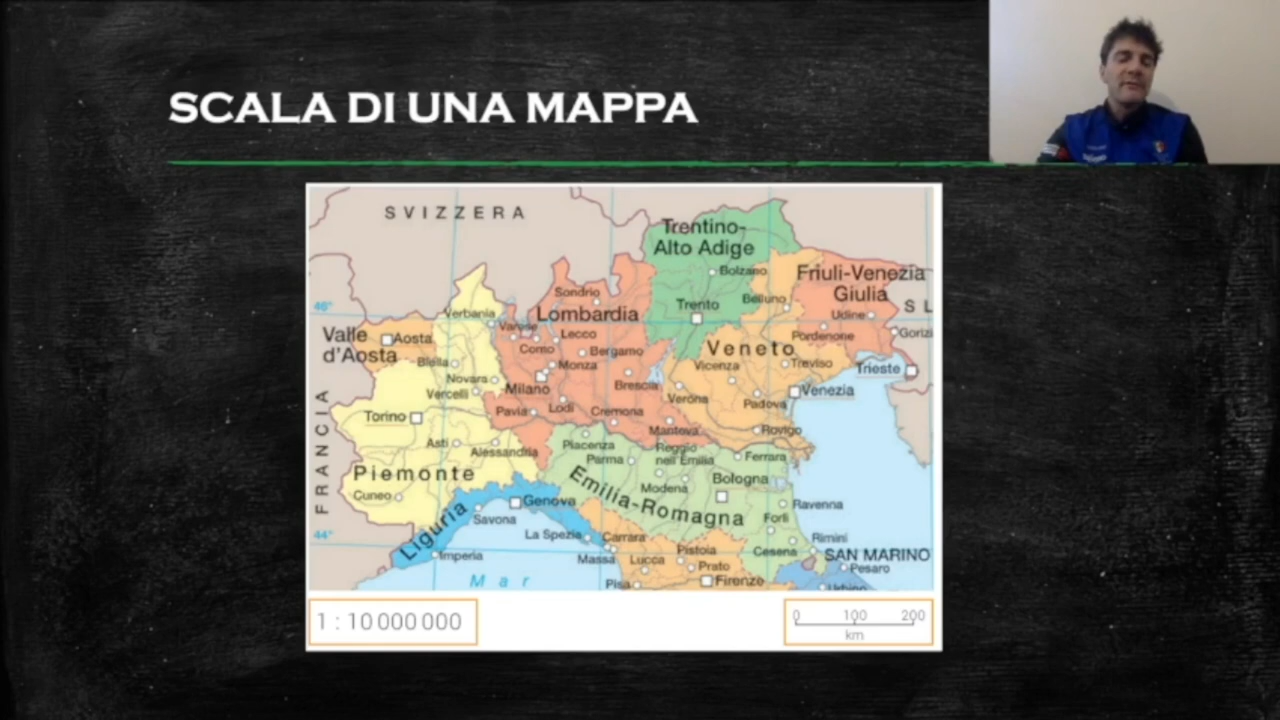 SCALA DI UNA MAPPA
SVIZZERA
Trentino-
Alto Adige
Bolzano
Friuli-Venezia
Giulia
Sondrio
Belluno
46°
Lombardia
Trento
S L
Verbania
Udine
Varese
Valle
d'Aosta
Aosta
Lecco
Pordenone
Gorizi
Como
Bergamo
Veneto
Biella
Monza
Vicenza
Treviso
Trieste
Novara
Milano
Brescia
Vercelli
Verona
Venezia
Padova
Torino
Pavia
Lodi
Cremona
FRANCIA
Mantova
Rovigo
Asti
Alessandria
Piacenza
Parma
Reggio
nell'Emilia
Ferrara
Piemonte
Cuneo
Modena
Bologna
Emilia-Romagna
Liguria
Genova
Savona
Ravenna
Forlì
44°
La Spezia
Carrara
Rimini
Imperia
Massa
Lucca
Pistoia
Cesena
SAN MARINO
Prato
Pesaro
Mar
Pisa
Firenze
Urbino
1 : 10 000 000
0 100 200
km